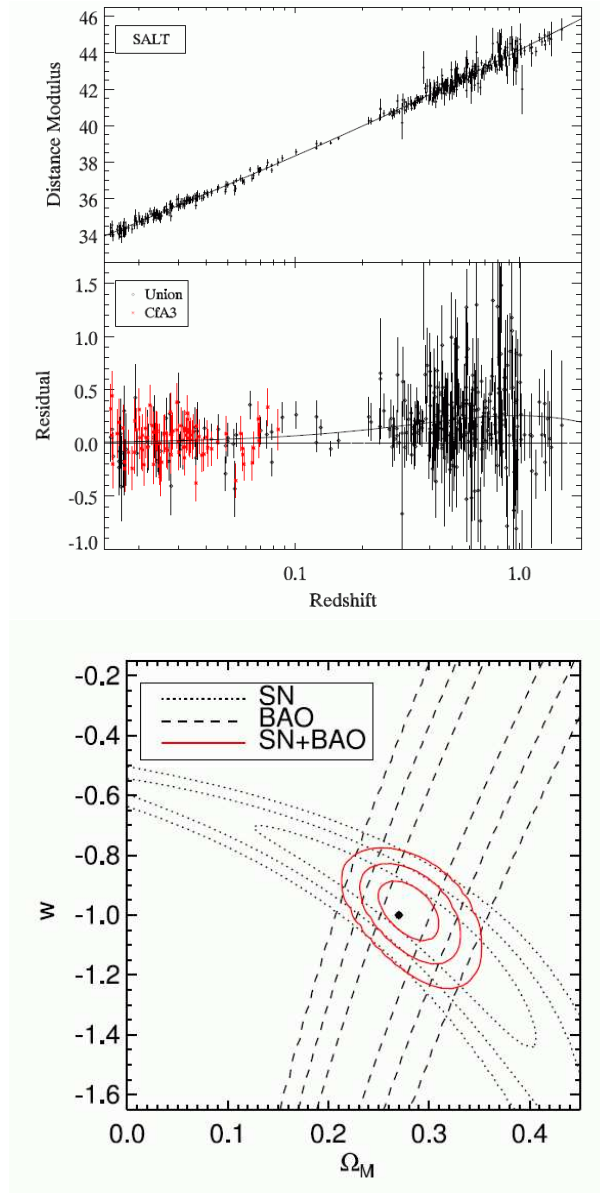 46
SALT
44
42
Distance Modulus
40
38
36
34
1.5
Union
CfA3
1.0
0.5
Residual
0.0
-0.5
-1.0
0.1
1.0
Redshift
-0.2
SN
BAO
-0.4
SN+BAO
-0.6
-0.8
w
-1.0
-1.2
-1.4
-1.6
0.0
0.1
0.2
0.3
0.4
Ω_M